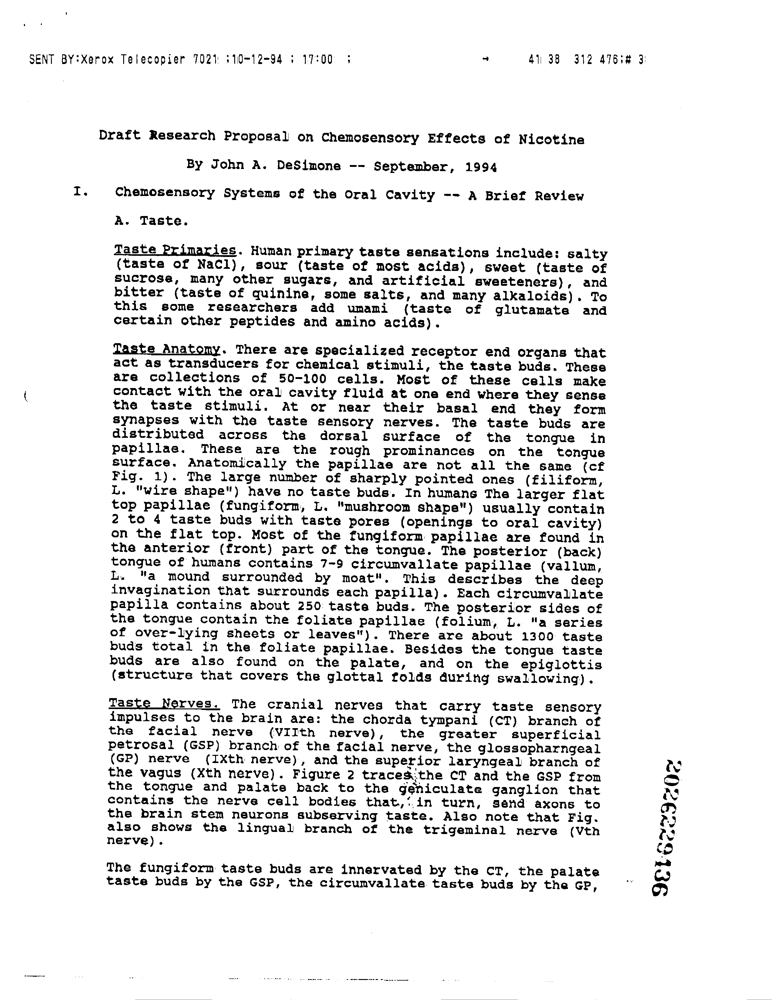 SENT BY:Xerox Telecopier 7021 ;10-12-94 ; 17:00 ; → 41 38 312 476;# 3
Draft Research Proposal on Chemosensory Effects of Nicotine
By John A. DeSimone -- September, 1994
I. Chemosensory Systems of the Oral Cavity -- A Brief Review
A. Taste.
Taste Primaries. Human primary taste sensations include: salty
(taste of NaCl), sour (taste of most acids), sweet (taste of
sucrose, many other sugars, and artificial sweeteners), and
bitter (taste of quinine, some salts, and many alkaloids). To
this some researchers add umami (taste of glutamate and
certain other peptides and amino acids).
Taste Anatomy. There are specialized receptor end organs that
act as transducers for chemical stimuli, the taste buds. These
are collections of 50-100 cells. Most of these cells make
contact with the oral cavity fluid at one end where they sense
the taste stimuli. At or near their basal end they form
synapses with the taste sensory nerves. The taste buds are
distributed across the dorsal surface of the tongue in
papillae. These are the rough prominances on the tongue
surface. Anatomically the papillae are not all the same (cf
Fig. 1). The large number of sharply pointed ones (filiform,
L. "wire shape") have no taste buds. In humans The larger flat
top papillae (fungiform, L. "mushroom shape") usually contain
2 to 4 taste buds with taste pores (openings to oral cavity)
on the flat top. Most of the fungiform papillae are found in
the anterior (front) part of the tongue. The posterior (back)
tongue of humans contains 7-9 circumvallate papillae (vallum,
L. "a mound surrounded by moat". This describes the deep
invagination that surrounds each papilla). Each circumvallate
papilla contains about 250 taste buds. The posterior sides of
the tongue contain the foliate papillae (folium, L. "a series
of over-lying sheets or leaves"). There are about 1300 taste
buds total in the foliate papillae. Besides the tongue taste
buds are also found on the palate, and on the epiglottis
(structure that covers the glottal folds during swallowing).
Taste Nerves. The cranial nerves that carry taste sensory
impulses to the brain are: the chorda tympani (CT) branch of
the facial nerve (VIIth nerve), the greater superficial
petrosal (GSP) branch of the facial nerve, the glossopharngeal
(GP) nerve (IXth nerve), and the superior laryngeal branch of
the vagus (Xth nerve). Figure 2 traces the CT and the GSP from
the tongue and palate back to the geniculate ganglion that
contains the nerve cell bodies that, in turn, send axons to
the brain stem neurons subserving taste. Also note that Fig.
also shows the lingual branch of the trigeminal nerve (Vth
nerve).
The fungiform taste buds are innervated by the CT, the palate
taste buds by the GSP, the circumvallate taste buds by the GP,
2026229436